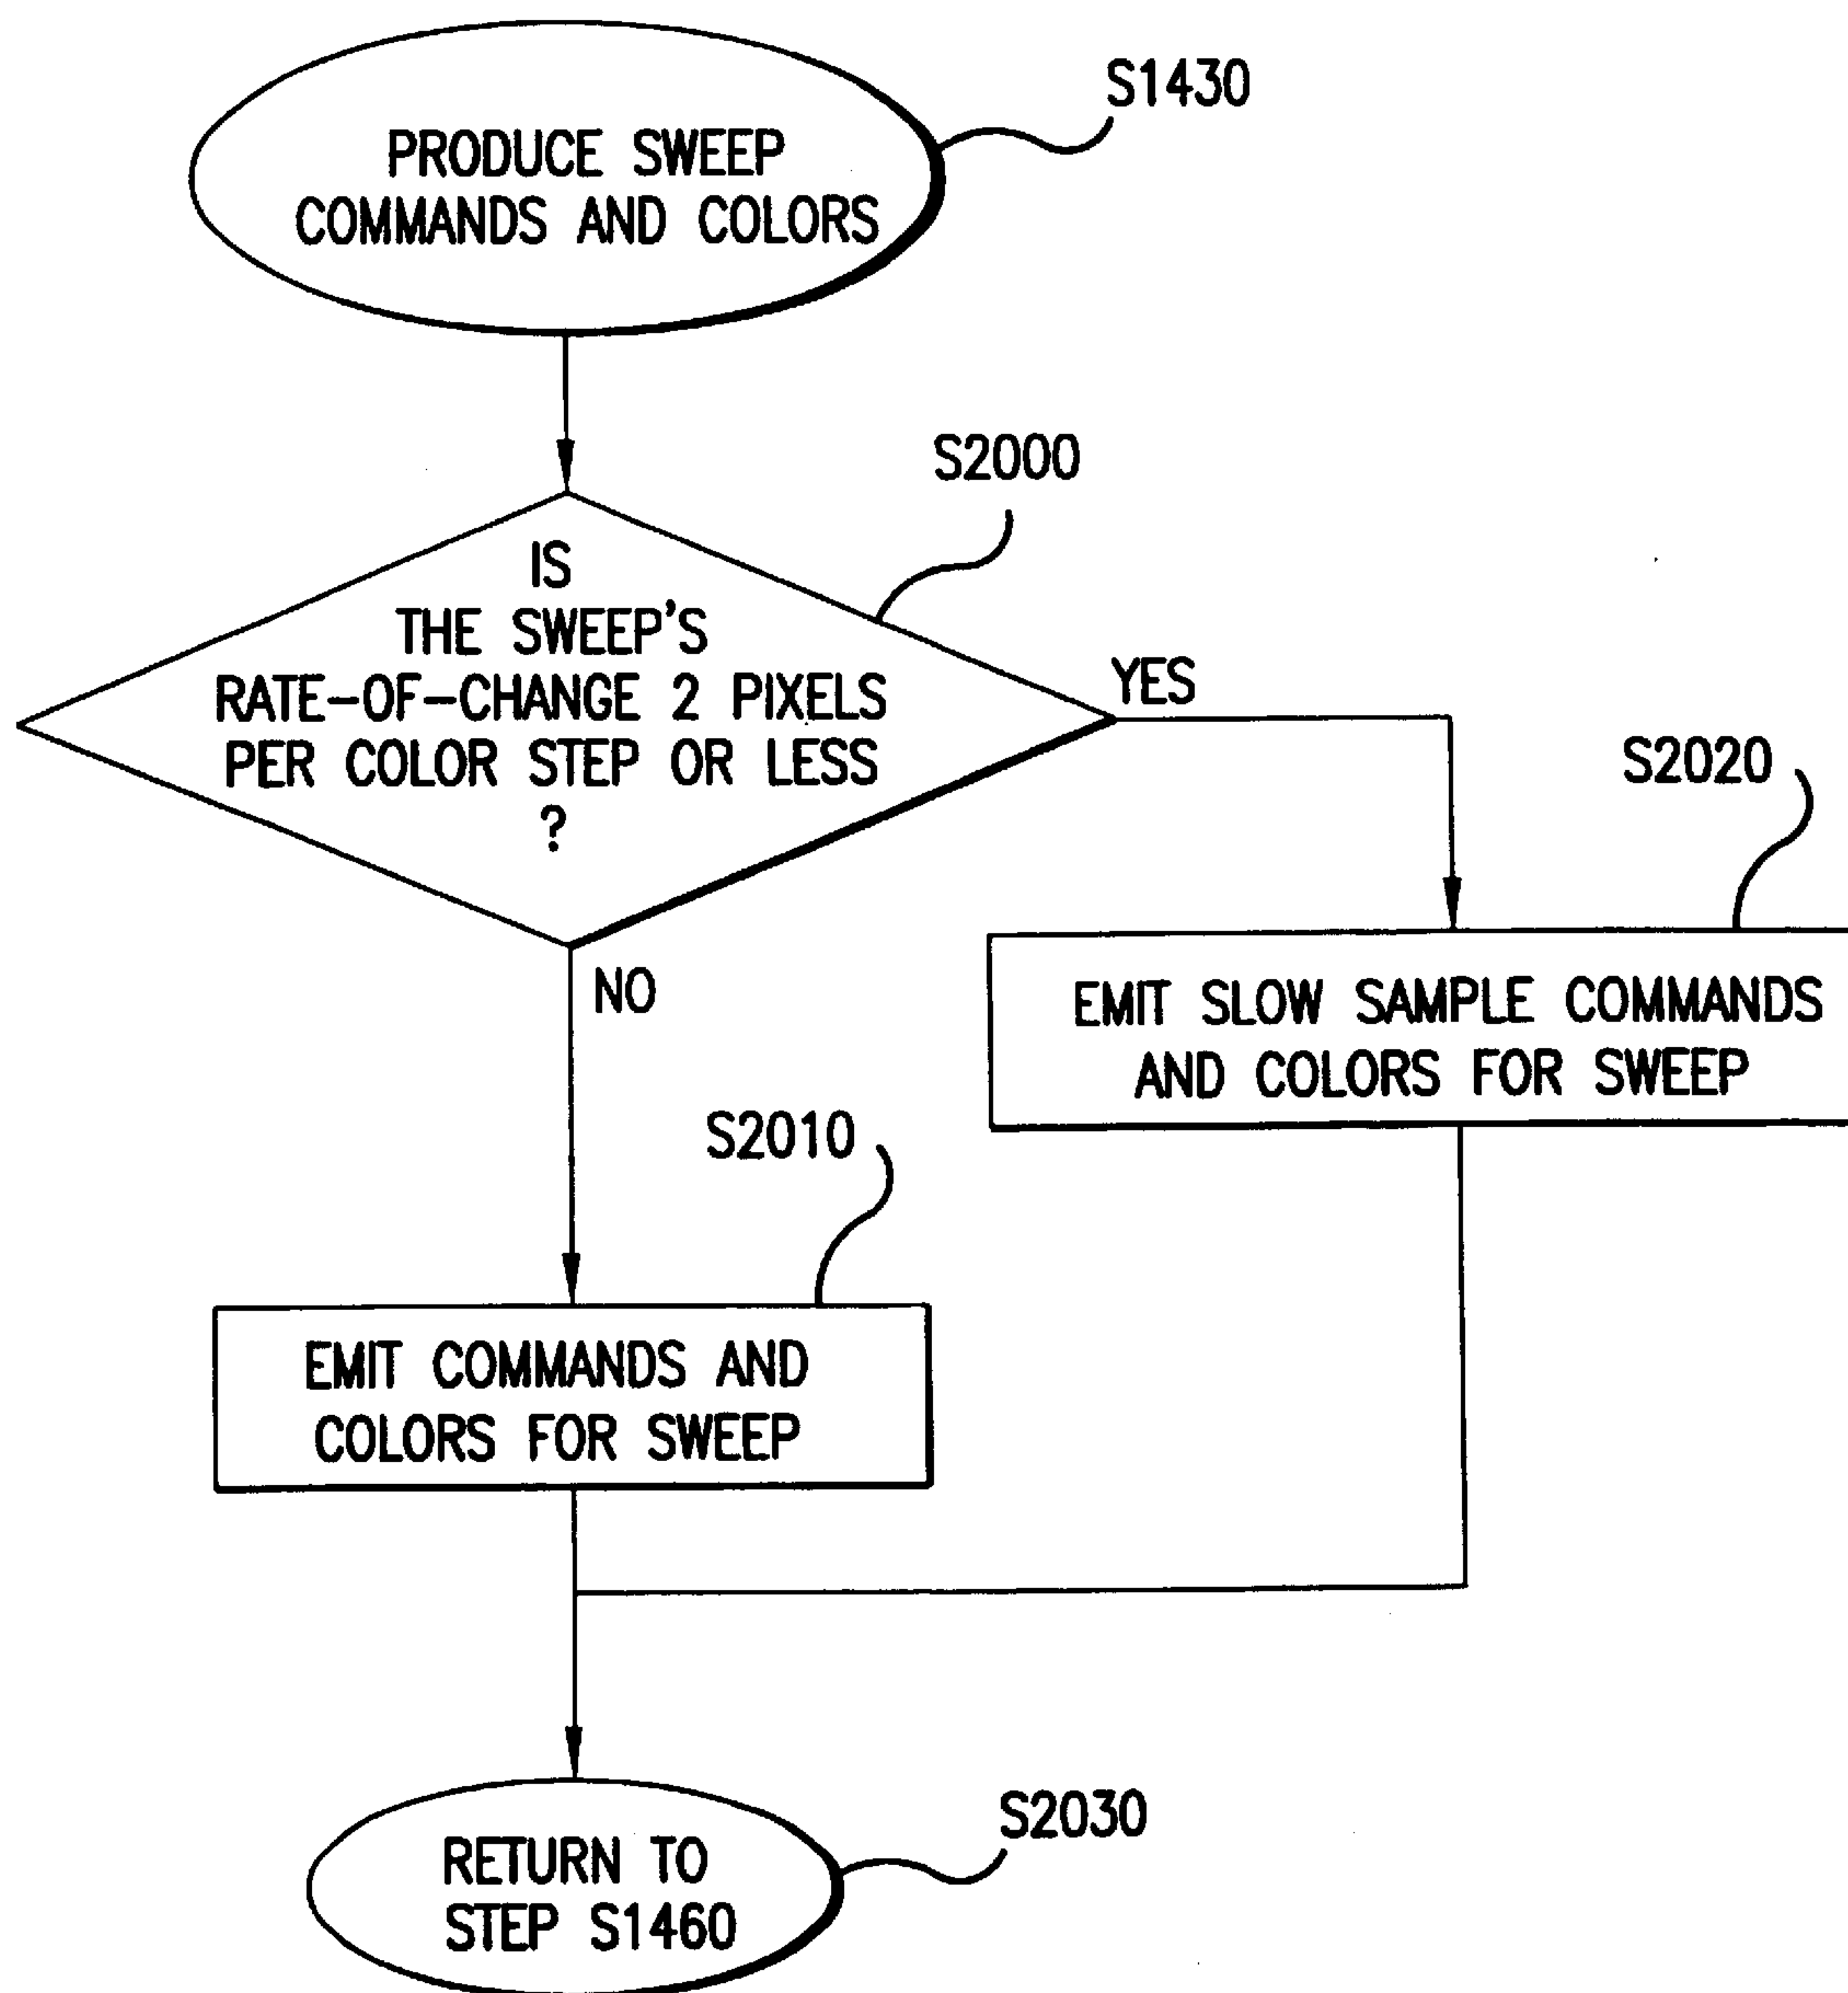 S1430
PRODUCE SWEEP
COMMANDS AND COLORS
S2000
IS
THE SWEEP'S
RATE-OF-CHANGE 2 PIXELS
PER COLOR STEP OR LESS
?
YES
NO
S2020
EMIT SLOW SAMPLE COMMANDS
AND COLORS FOR SWEEP
S2010
EMIT COMMANDS AND
COLORS FOR SWEEP
S2030
RETURN TO
STEP S1460